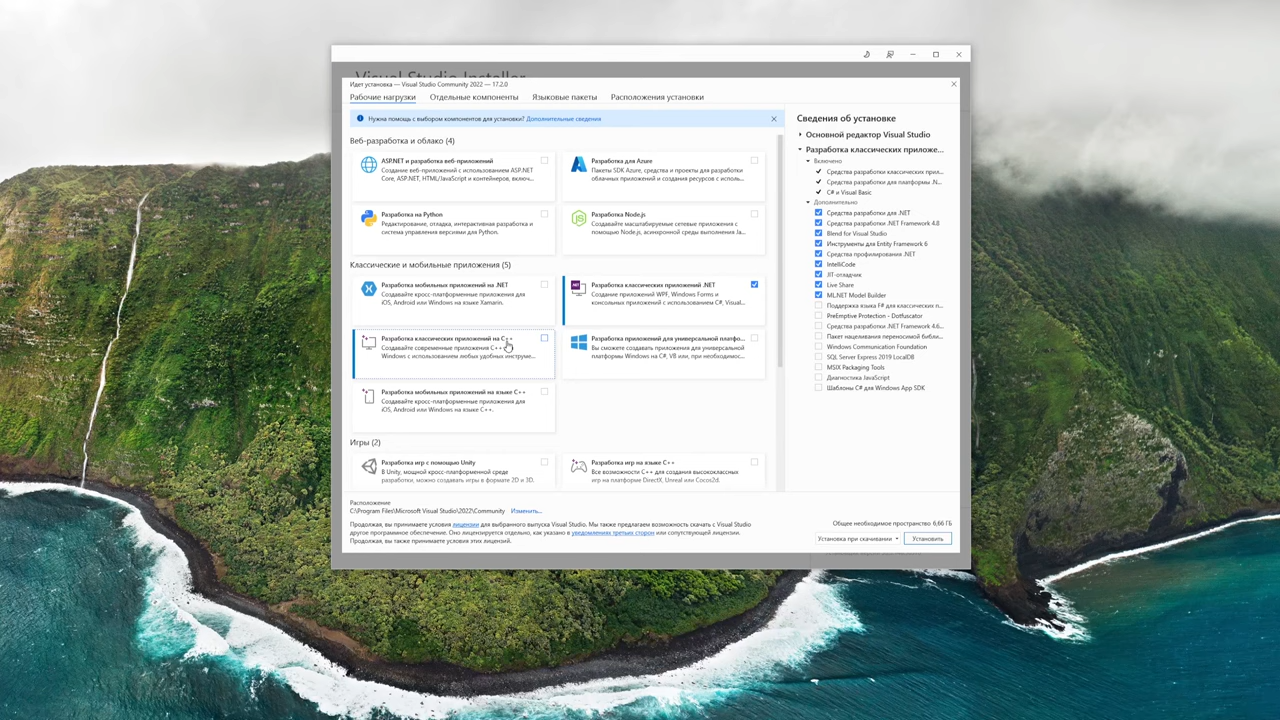 Visual Studio Installer
Идет установка — Visual Studio Community 2022 — 17.2.0
Рабочие нагрузки
Отдельные компоненты
Языковые пакеты
Расположения установки
Нужна помощь с выбором компонентов для установки? Дополнительные сведения
Веб-разработка и облако (4)
ASP.NET и разработка веб-приложений
Создание веб-приложений с использованием ASP.NET
Core, ASP.NET, HTML/JavaScript и контейнеров, включ...
Разработка для Azure
Пакеты SDK Azure, средства и проекты для разработки
облачных приложений и создания ресурсов с исполь...
Разработка на Python
Редактирование, отладка, интерактивная разработка и
система управления версиями для Python.
Разработка Node.js
Создавайте масштабируемые сетевые приложения с
помощью Node.js, асинхронной среды выполнения Ja...
Классические и мобильные приложения (5)
Разработка мобильных приложений на .NET
Создавайте кросс-платформенные приложения для
iOS, Android или Windows на языке Xamarin.
Разработка классических приложений .NET
Создание приложений WPF, Windows Forms и
консольных приложений с использованием C#, Visual...
Разработка классических приложений на C++
Создавайте современные приложения C++
Windows с использованием любых удобных инструме...
Разработка приложений для универсальной платфо...
Вы сможете создавать приложения для универсальной
платформы Windows на C#, VB или, при необходимос...
Разработка мобильных приложений на языке C++
Создавайте кросс-платформенные приложения для
iOS, Android или Windows на языке C++.
Игры (2)
Разработка игр с помощью Unity
В Unity, мощной кросс-платформенной среде
разработки, можно создавать игры в формате 2D и 3D.
Разработка игр на языке C++
Все возможности C++ для создания высококлассных
игр на платформе DirectX, Unreal или Cocos2d.
Сведения об установке
Основной редактор Visual Studio
Разработка классических приложе...
Включено
Средства разработки классических прил...
Средства разработки для платформы .N...
C# и Visual Basic
Дополнительно
Средства разработки для .NET
Средства разработки .NET Framework 4.8
Blend for Visual Studio
Инструменты для Entity Framework 6
Средства профилирования .NET
IntelliCode
JIT-отладчик
Live Share
ML.NET Model Builder
Поддержка языка F# для классических п...
PreEmptive Protection - Dotfuscator
Средства разработки .NET Framework 4.6...
Пакет нацеливания переносимой библи...
Windows Communication Foundation
SQL Server Express 2019 LocalDB
MSIX Packaging Tools
Диагностика JavaScript
Шаблоны C# для Windows App SDK
Расположение
C:\Program Files\Microsoft Visual Studio\2022\Community Изменить...
Продолжая, вы принимаете условия лицензии для выбранного выпуска Visual Studio. Мы также предлагаем возможность скачать с Visual Studio
другое программное обеспечение. Оно лицензируется отдельно, как указано в уведомлениях третьих сторон или сопутствующей лицензии.
Продолжая, вы также принимаете условия этих лицензий.
Общее необходимое пространство 6,66 ГБ
Установка при скачивании
Установить